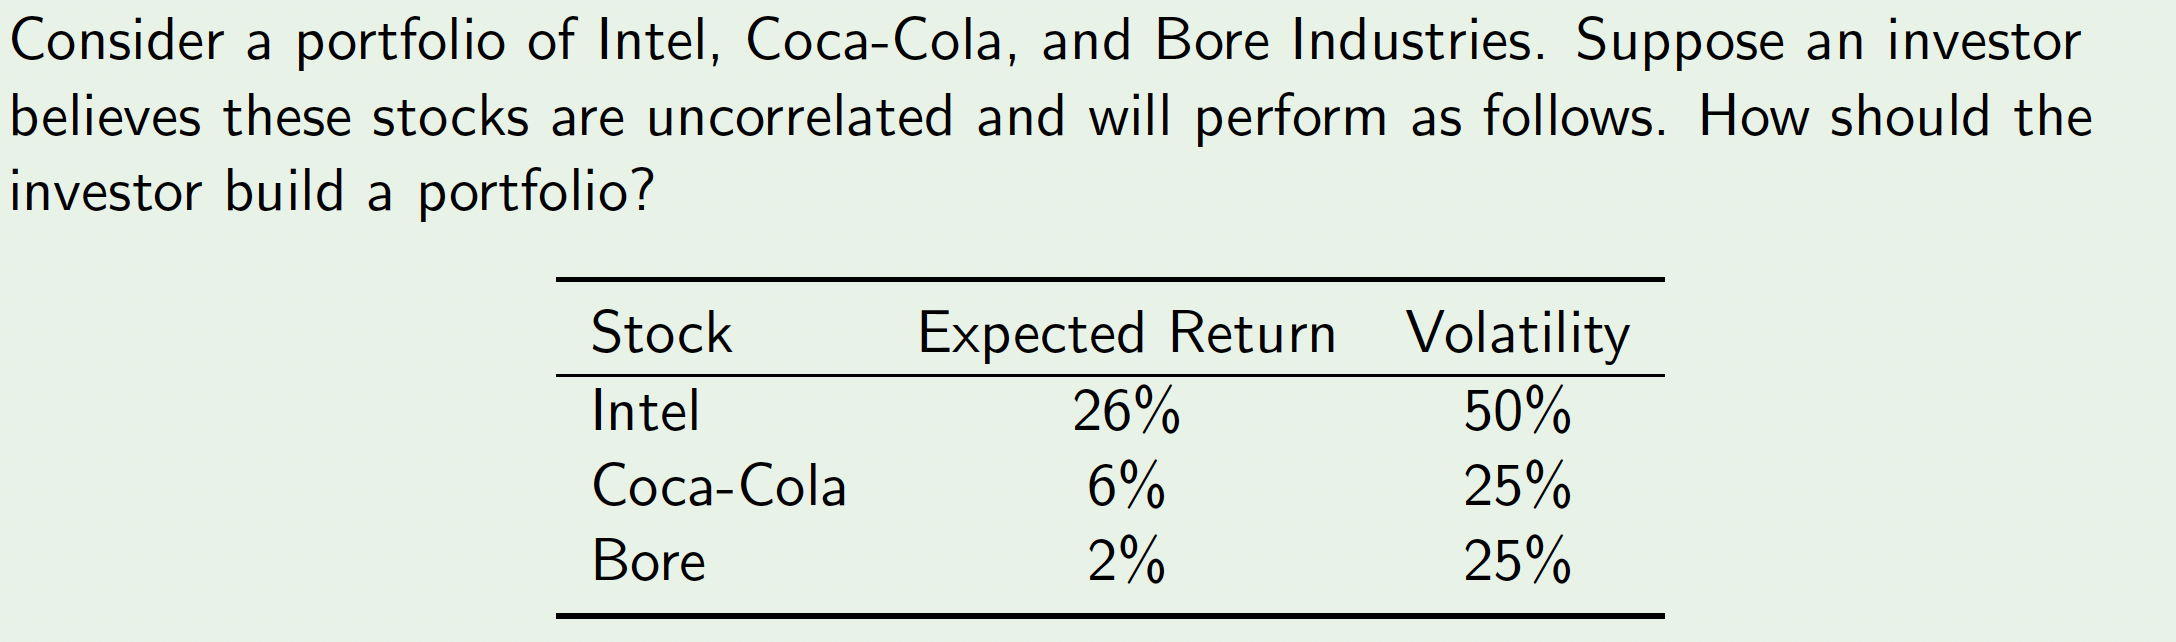 Consider a portfolio of Intel, Coca-Cola, and Bore Industries. Suppose an investor
believes these stocks are uncorrelated and will perform as follows. How should the
investor build a portfolio?
Stock Expected Return Volatility
Intel 26% 50%
Coca-Cola 6% 25%
Bore 2% 25%